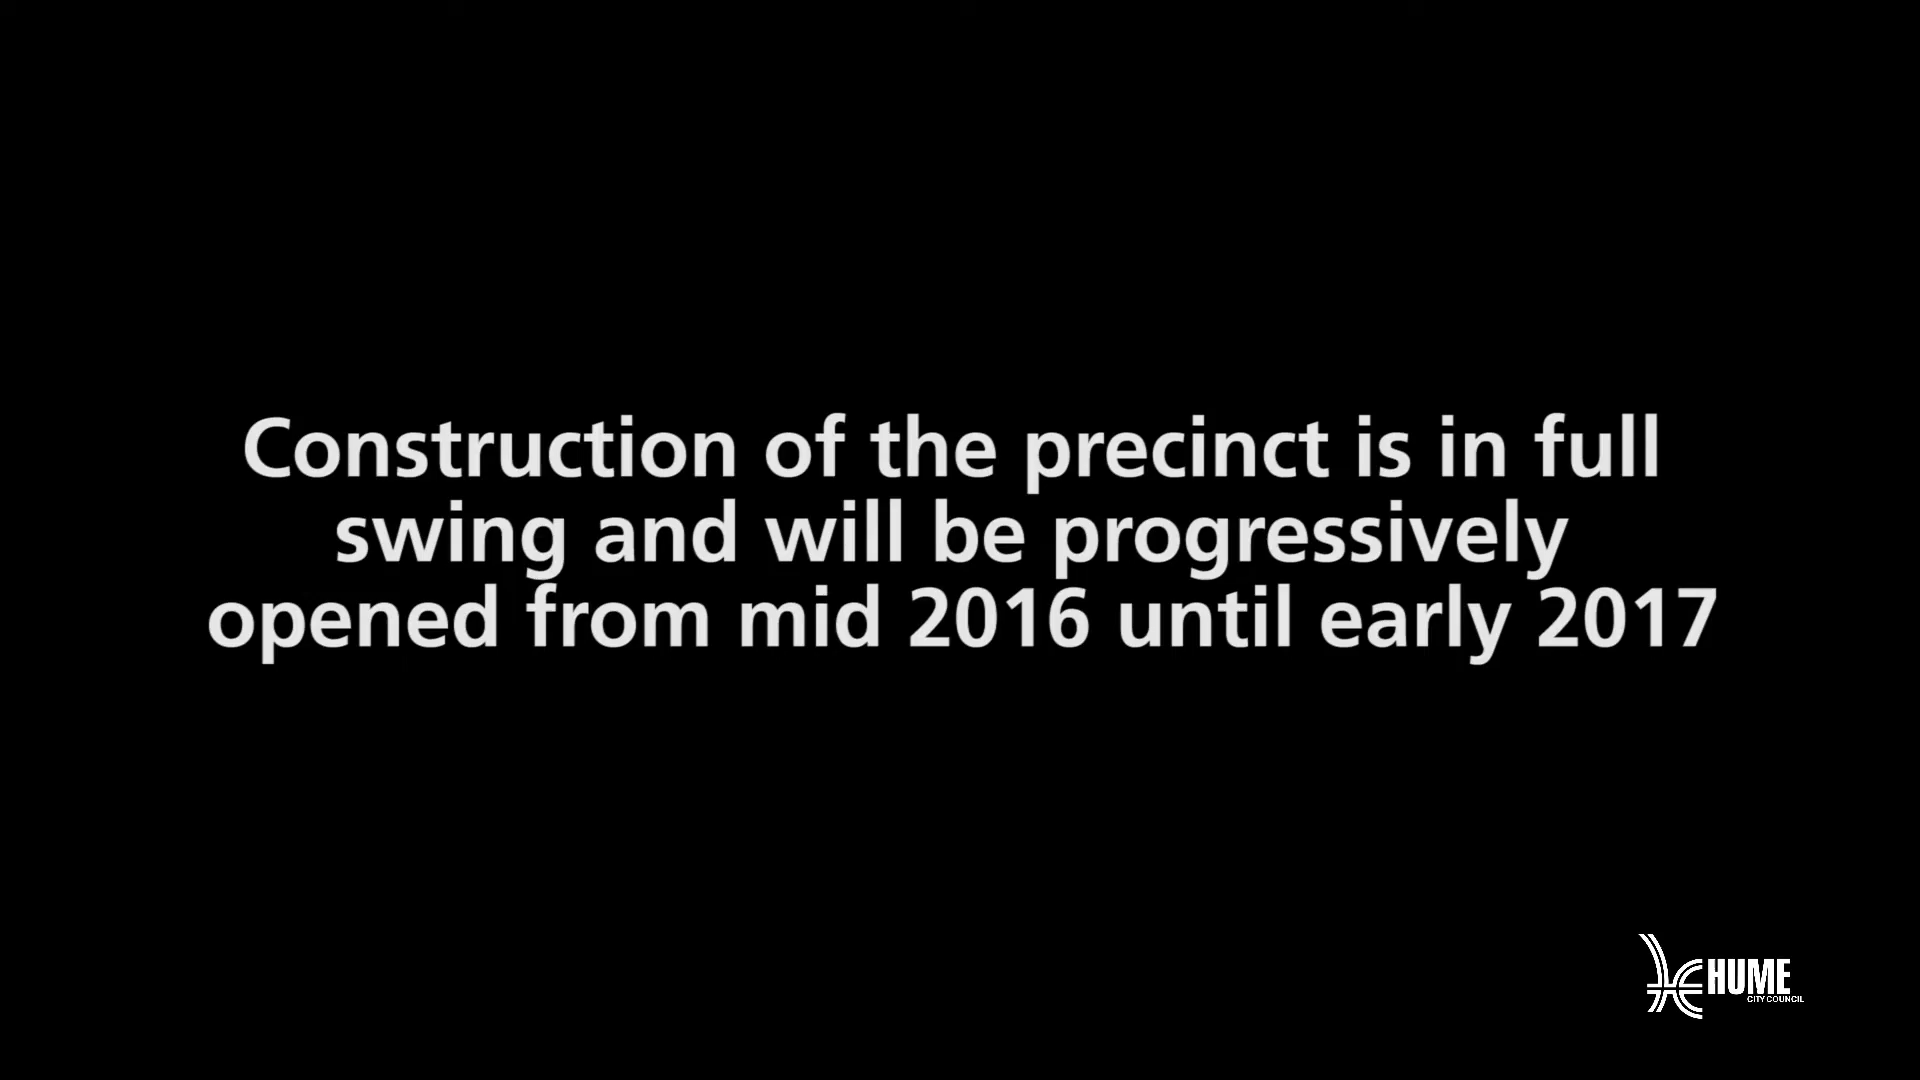 Construction of the precinct is in full
swing and will be progressively
opened from mid 2016 until early 2017
HUME
CITY COUNCIL